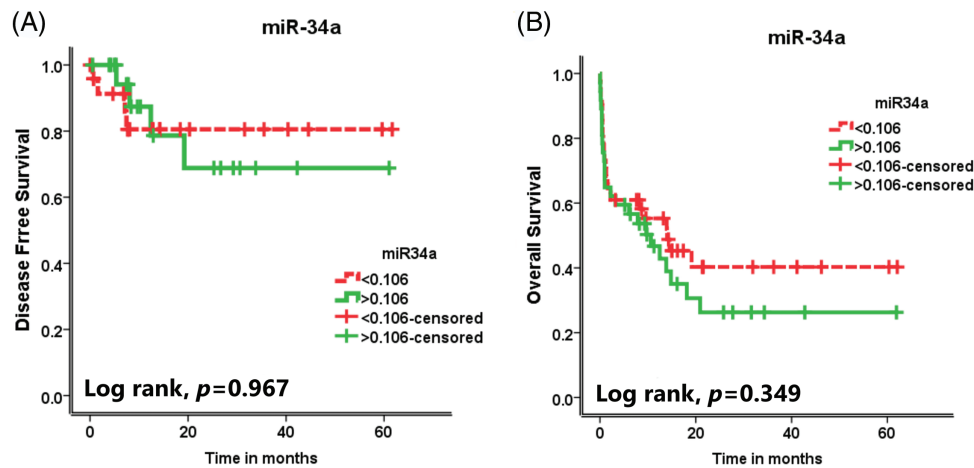 (A)
miR-34a
Disease Frree Survival
1.0
0.8
0.6
0.4
0.2
0.0
miR34a
<0.106
>0.106
<0.106-censored
>0.106-censored
Log rank, p=0.967
0 20 40 60
Time in months
(B)
miR-34a
Overall Survival
1.0
0.8
0.6
0.4
0.2
0.0
miR34a
<0.106
>0.106
<0.106-censored
>0.106-censored
Log rank, p=0.349
0 20 40 60
Time in months